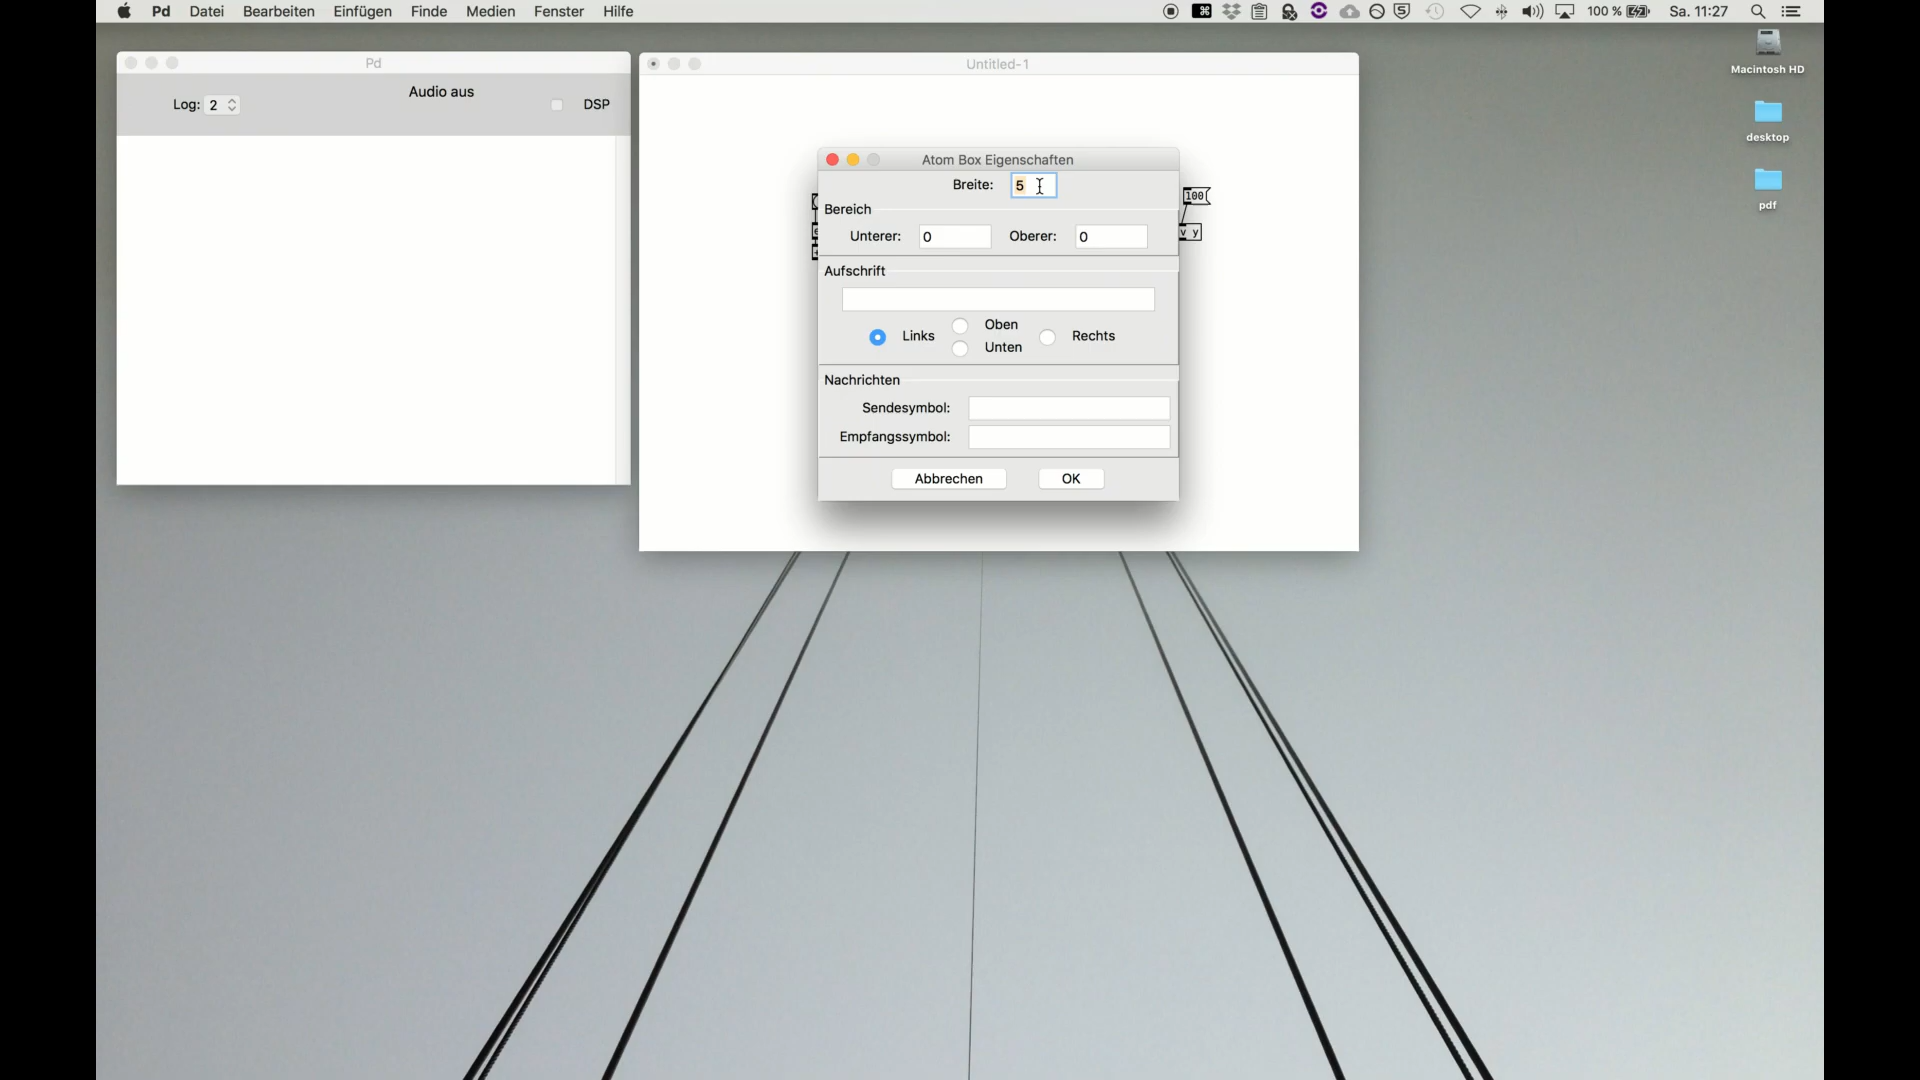 Pd Datei Bearbeiten Einfügen Finde Medien Fenster Hilfe 100 % Sa. 11:27
Macintosh HD
desktop
pdf
Pd
Audio aus
Log: 2 DSP
Untitled-1
100
v y
Atom Box Eigenschaften
Breite: 5
Bereich
Unterer: 0 Oberer: 0
Aufschrift
Links Oben Unten Rechts
Nachrichten
Sendesymbol:
Empfangssymbol:
Abbrechen OK